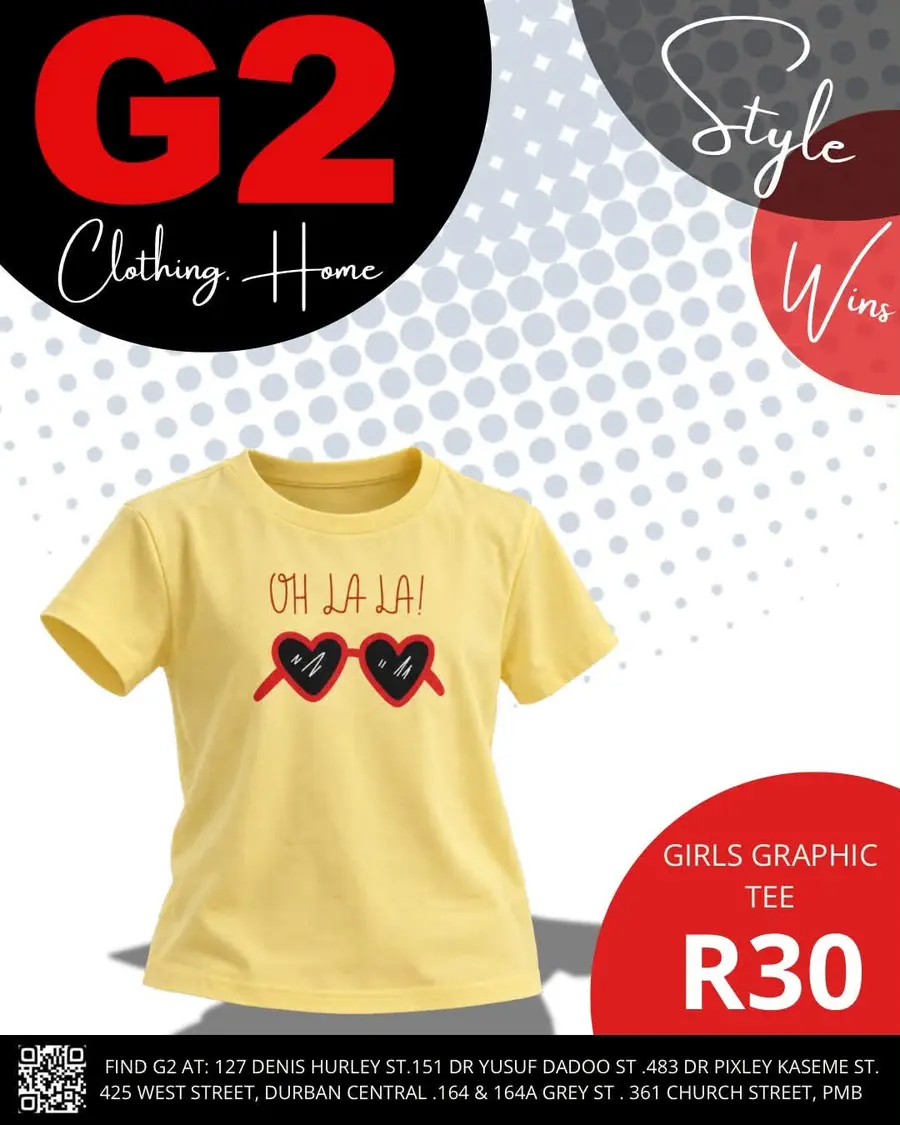 G2
Clothing. Home
Style
Wins
OH LA LA!
GIRLS GRAPHIC
TEE
R30
FIND G2 AT: 127 DENIS HURLEY ST.151 DR YUSUF DADOO ST .483 DR PIXLEY KASEME ST.
425 WEST STREET, DURBAN CENTRAL .164 & 164A GREY ST . 361 CHURCH STREET, PMB